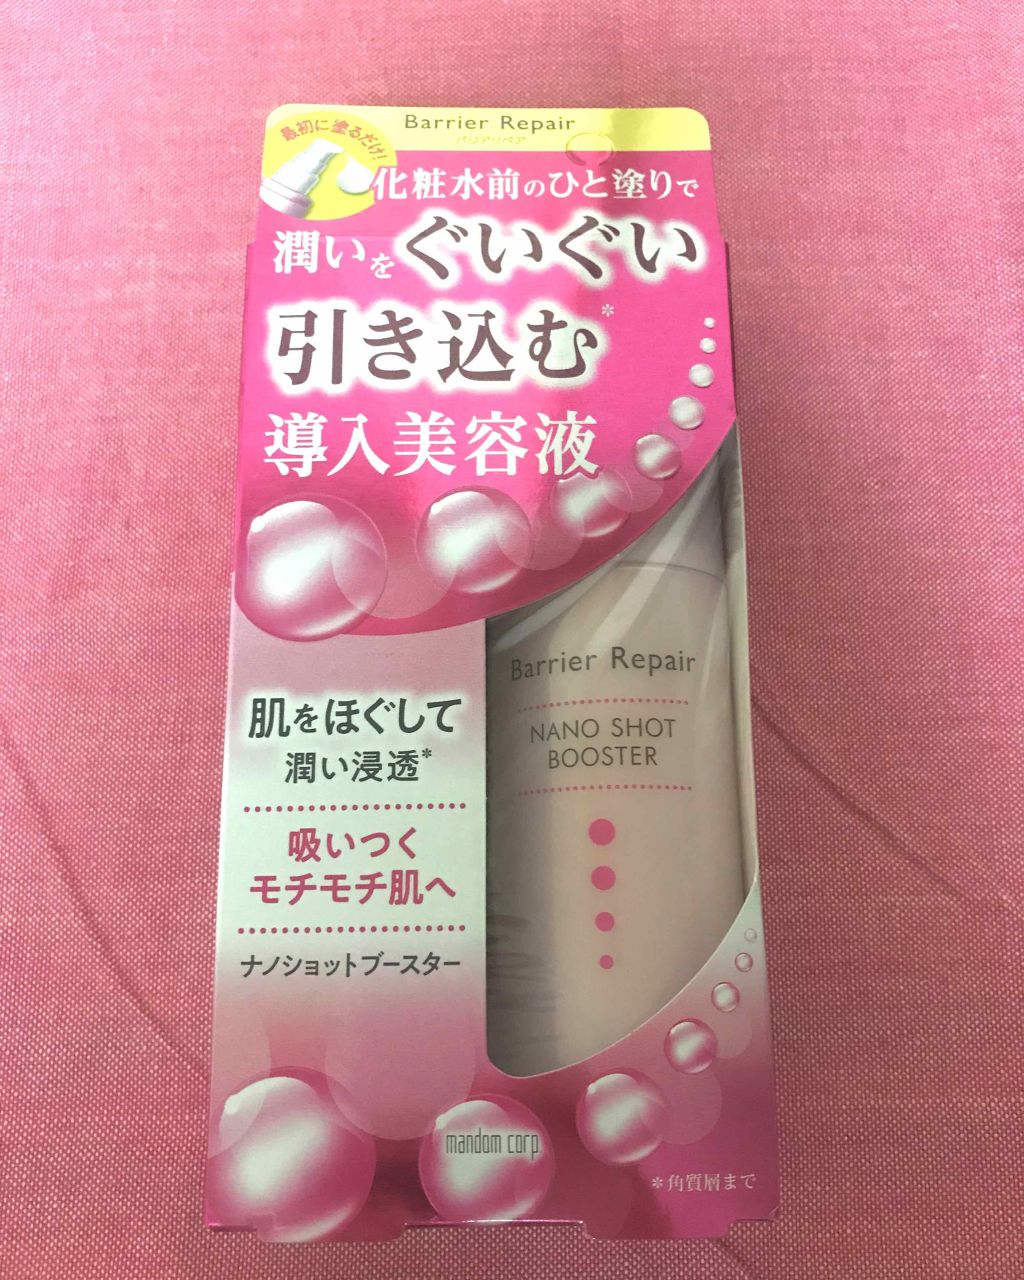 最初に塗るだけ!
Barrier Repair
バリアリペア
化粧水前のひと塗りで
潤いをぐいぐい
引き込む*
導入美容液
Barrier Repair
NANO SHOT
BOOSTER
肌をほぐして
潤い浸透*
吸いつく
モチモチ肌へ
ナノショットブースター
mandom corp.
*角質層まで